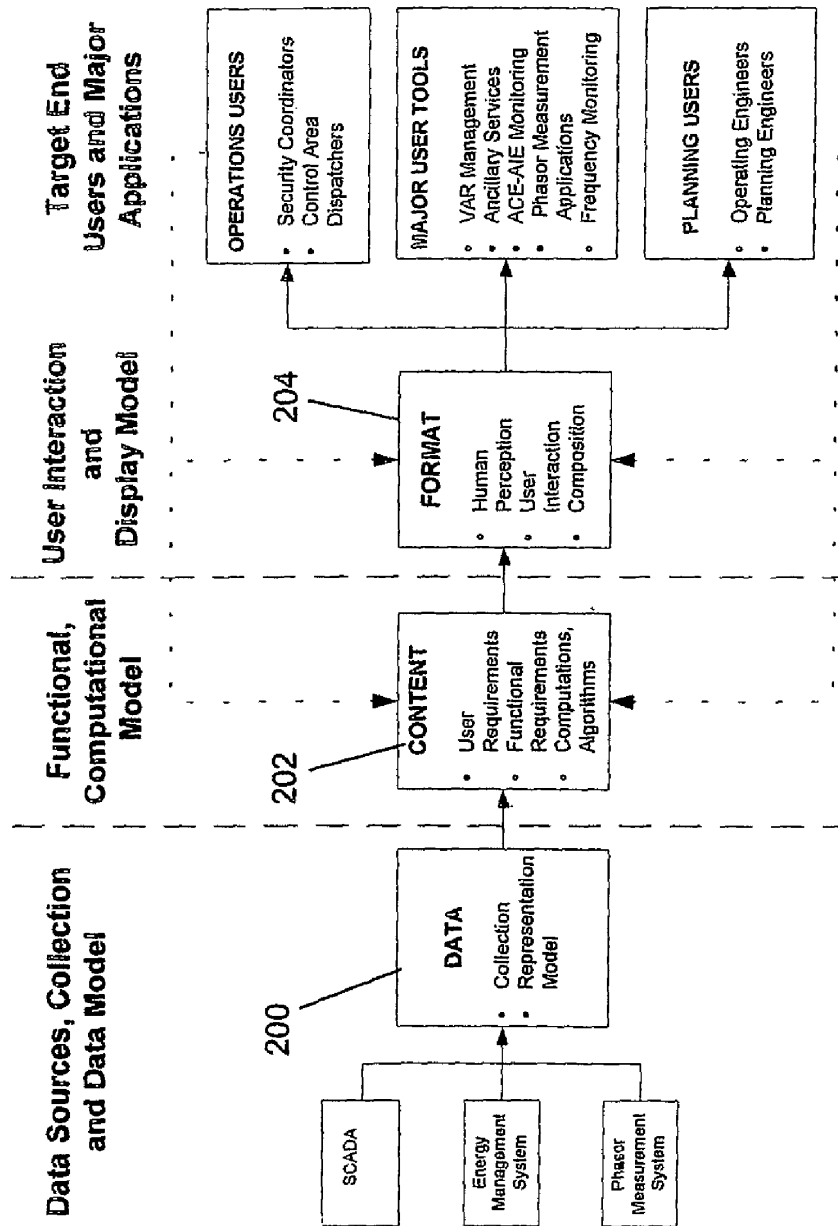 Data Sources, Collection
and Data Model
Functional,
Computational
Model
User Interaction
and
Display Model
Target End
Users and Major
Applications
SCADA
Energy
Management
System
Phasor
Measurement
System
200
DATA
• Collection
• Representation
Model
202
CONTENT
• User
Requirements
◦ Functional
Requirements
◦ Computations,
Algorithms
204
FORMAT
◦ Human
Perception
◦ User
Interaction
• Composition
OPERATIONS USERS
• Security Coordinators
• Control Area
Dispatchers
MAJOR USER TOOLS
◦ VAR Management
• Ancillary Services
• ACE-AIE Monitoring
• Phasor Measurement
Applications
◦ Frequency Monitoring
PLANNING USERS
◦ Operating Engineers
• Planning Engineers